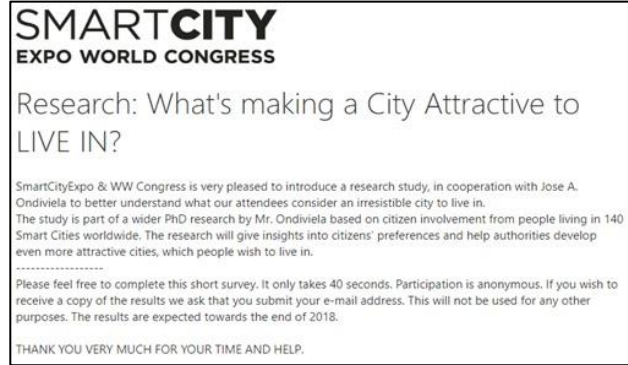 SMARTCITY
EXPO WORLD CONGRESS
Research: What's making a City Attractive to
LIVE IN?
SmartCityExpo & WW Congress is very pleased to introduce a research study, in cooperation with Jose A.
Ondiviela to better understand what our attendees consider an irresistible city to live in.
The study is part of a wider PhD research by Mr. Ondiviela based on citizen involvement from people living in 140
Smart Cities worldwide. The research will give insights into citizens' preferences and help authorities develop
even more attractive cities, which people wish to live in.
------------------
Please feel free to complete this short survey. It only takes 40 seconds. Participation is anonymous. If you wish to
receive a copy of the results we ask that you submit your e-mail address. This will not be used for any other
purposes. The results are expected towards the end of 2018.
THANK YOU VERY MUCH FOR YOUR TIME AND HELP.